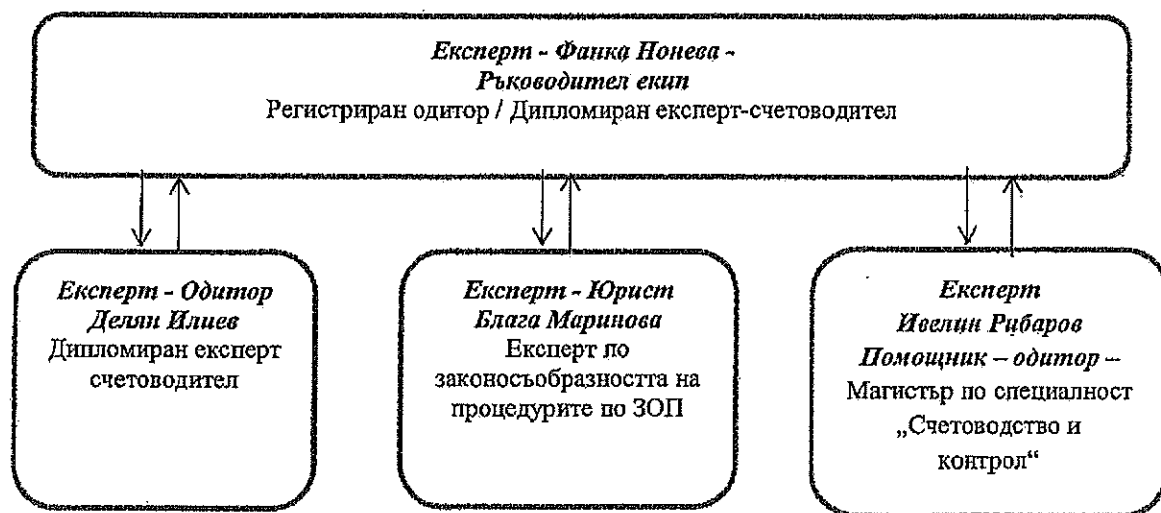 Експерт - Фанка Нонева -
Ръководител екип
Регистриран одитор / Дипломиран експерт-счетоводител
Експерт - Одитор
Делян Илиев
Дипломиран експерт
счетоводител
Експерт - Юрист
Блага Маринова
Експерт по
законосъобразността на
процедурите по ЗОП
Експерт
Ивелин Рибаров
Помощник – одитор –
Магистър по специалност
„Счетоводство и
контрол“